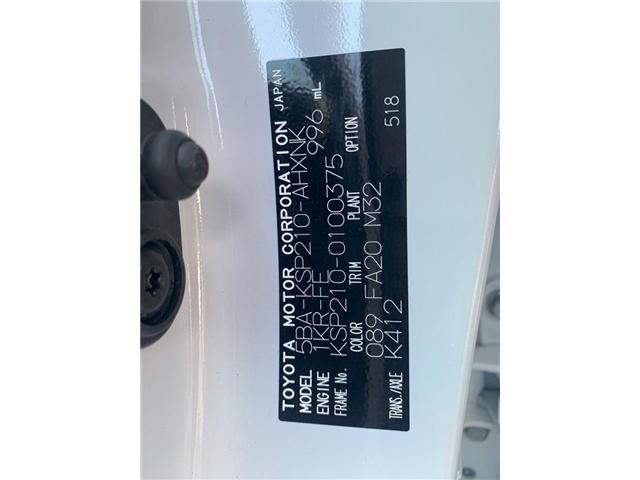 TOYOTA MOTOR CORPORATION JAPAN
MODEL 5BA-KSP210-AHXNK
ENGINE 1KR-FE 996 mL
FRAME No. KSP210-0100375
COLOR TRIM PLANT OPTION
089 FA20 M32
TRANS./AXLE K412 518